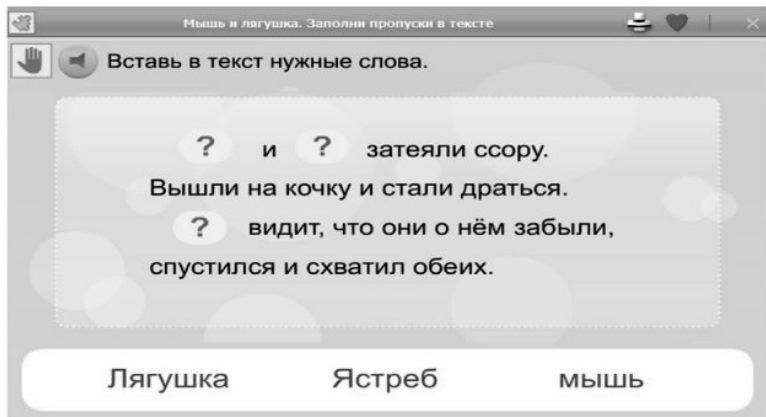 Мышь и лягушка. Заполни пропуски в тексте
Вставь в текст нужные слова.
? и ? затеяли ссору.
Вышли на кочку и стали драться.
? видит, что они о нём забыли,
спустился и схватил обеих.
Лягушка Ястреб мышь